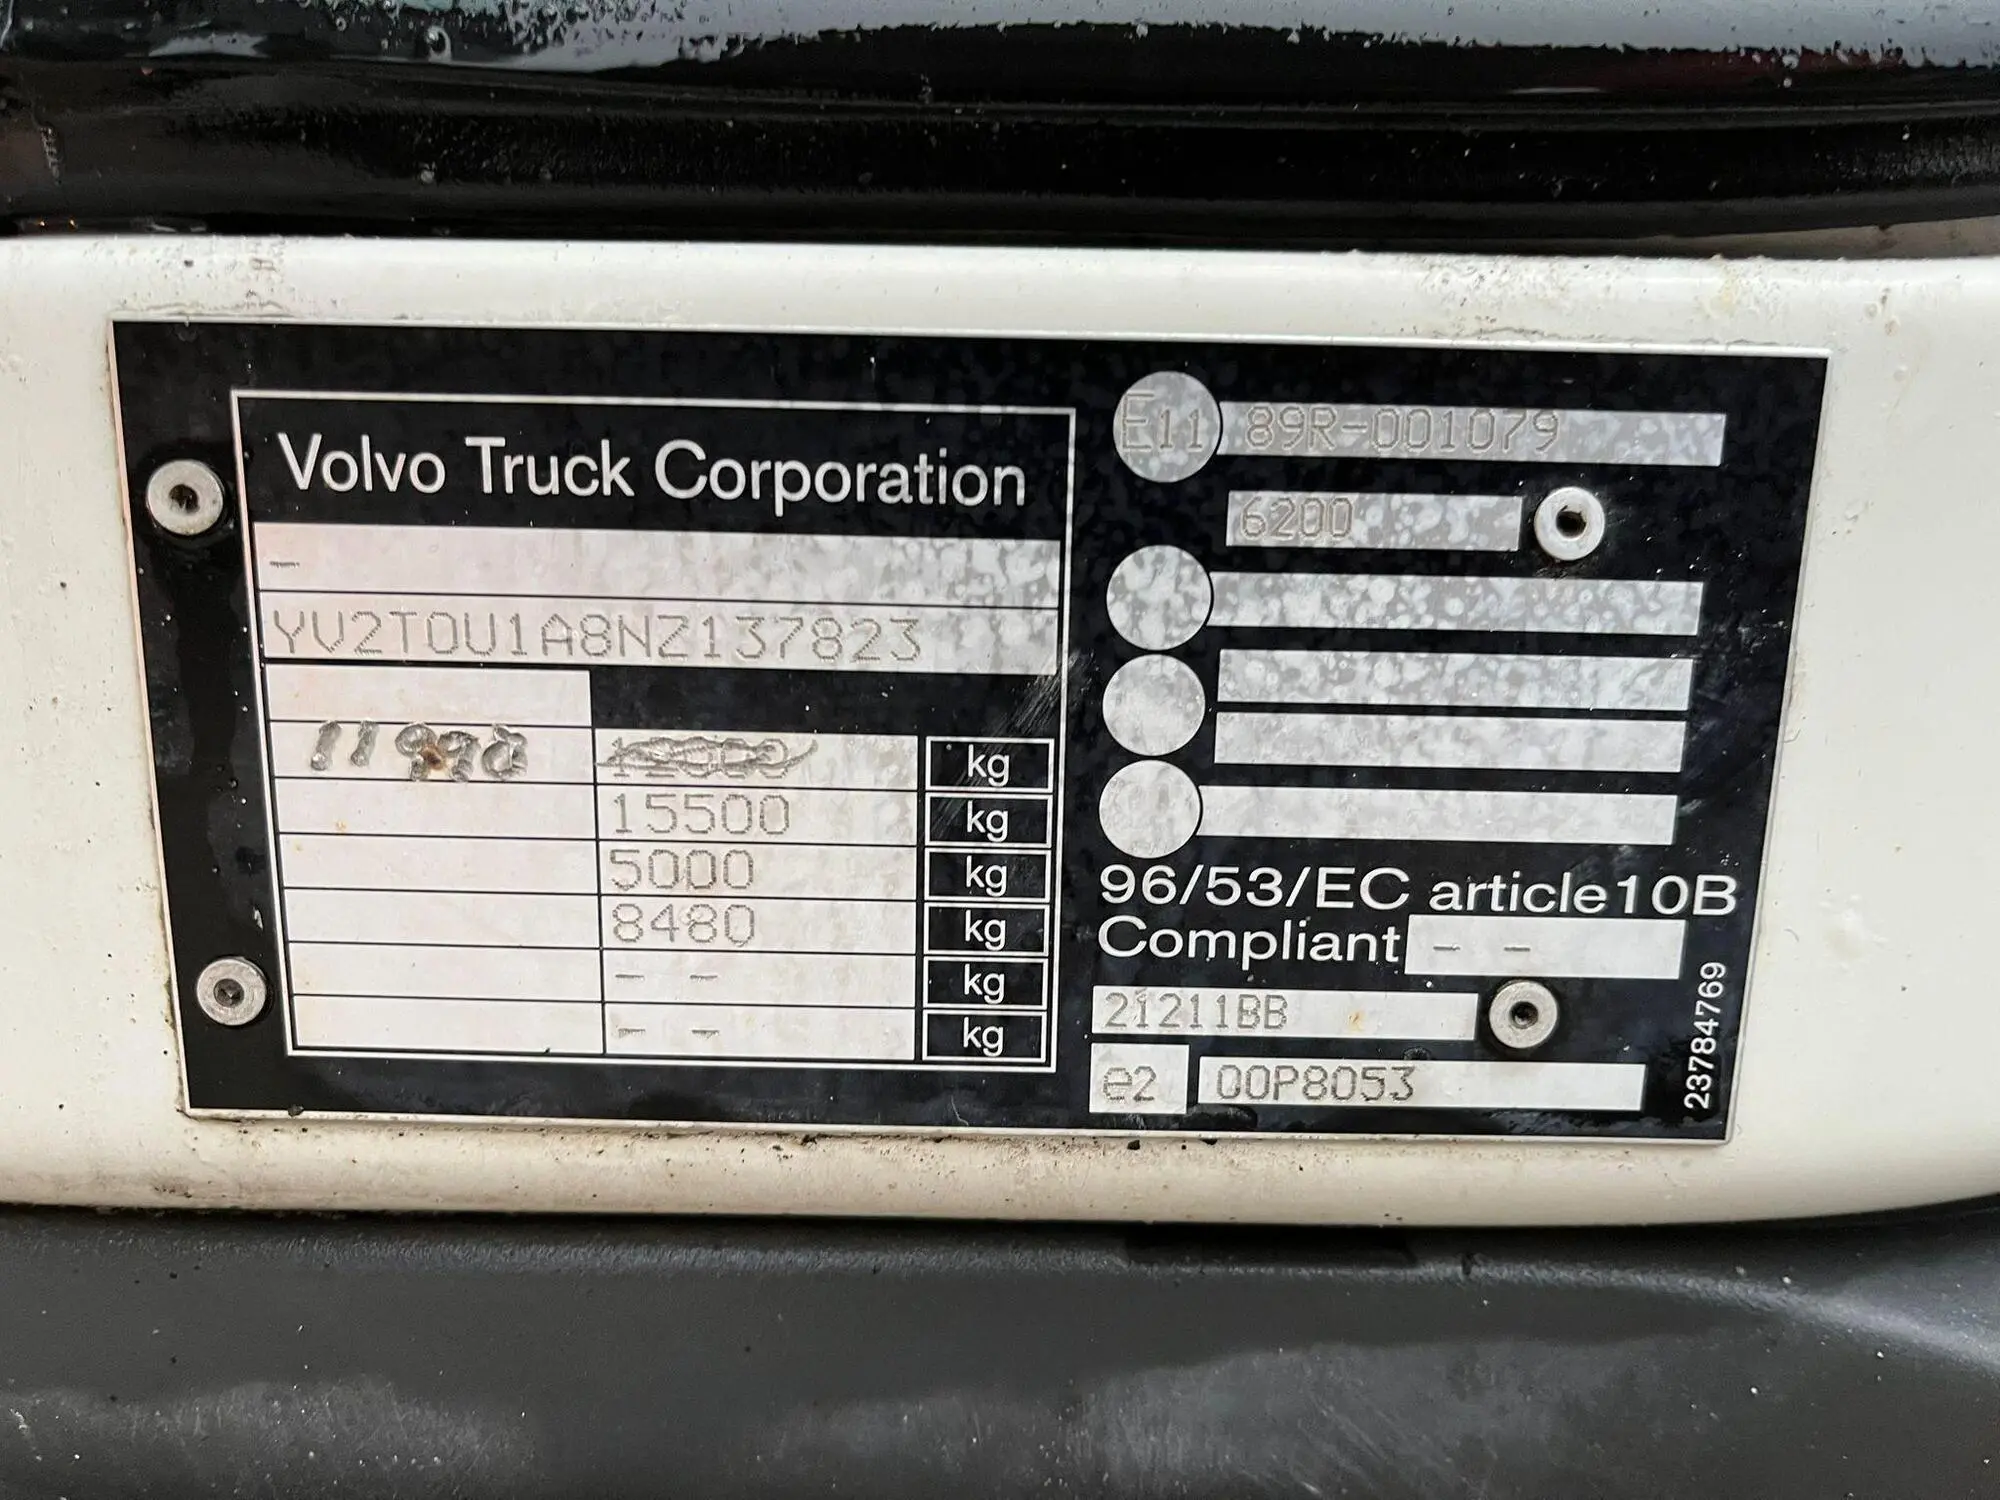 Volvo Truck Corporation
-
YV2T0U1A8NZ137823
11990 kg
15500 kg
5000 kg
8480 kg
- - kg
- - kg
E11 89R-001079
6200
96/53/EC article10B
Compliant - -
21211BB
e2 00P8053
23784769